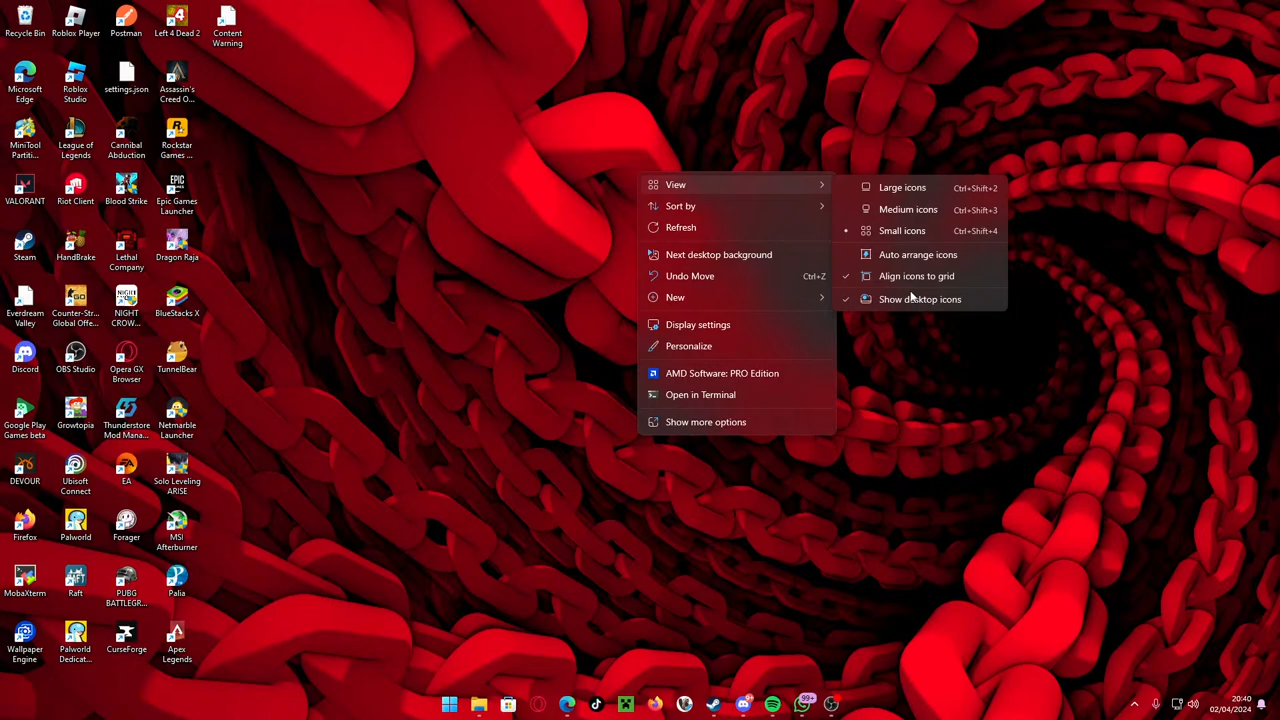 Recycle Bin
Roblox Player
Postman
Left 4 Dead 2
Content
Warning
Microsoft
Edge
Roblox
Studio
settings.json
Assassin's
Creed O...
MiniTool
Partiti...
League of
Legends
Cannibal
Abduction
Rockstar
Games ...
VALORANT
Riot Client
Blood Strike
Epic Games
Launcher
Steam
HandBrake
Lethal
Company
Dragon Raja
Everdream
Valley
Counter-Str...
Global Offe...
NIGHT
CROW...
BlueStacks X
Discord
OBS Studio
Opera GX
Browser
TunnelBear
Google Play
Games beta
Growtopia
Thunderstore
Mod Mana...
Netmarble
Launcher
DEVOUR
Ubisoft
Connect
EA
Solo Leveling
ARISE
Firefox
Palworld
Forager
MSI
Afterburner
MobaXterm
Raft
PUBG
BATTLEGR...
Palia
Wallpaper
Engine
Palworld
Dedicat...
CurseForge
Apex
Legends
View
Sort by
Refresh
Next desktop background
Undo Move Ctrl+Z
New
Display settings
Personalize
AMD Software: PRO Edition
Open in Terminal
Show more options
Large icons Ctrl+Shift+2
Medium icons Ctrl+Shift+3
Small icons Ctrl+Shift+4
Auto arrange icons
Align icons to grid
Show desktop icons
9+
99+
20:40
02/04/2024